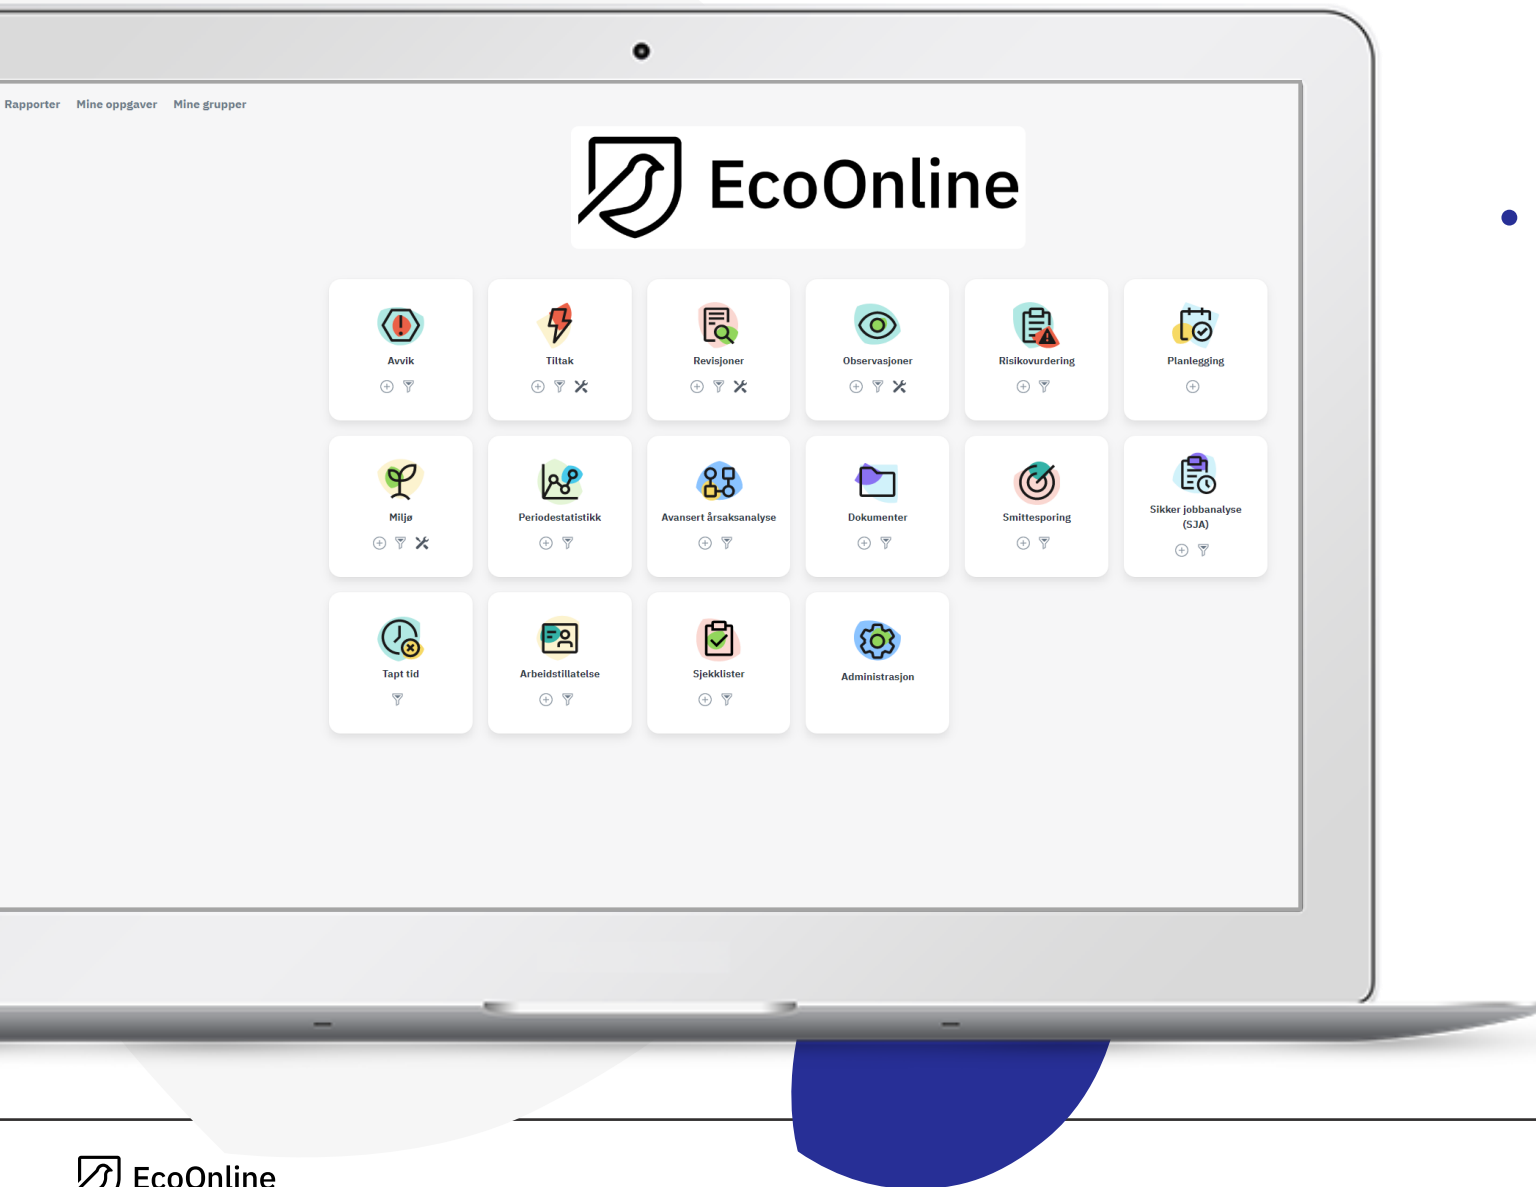 Rapporter Mine oppgaver Mine grupper
EcoOnline
Avvik Tiltak Revisjoner Observasjoner Risikovurdering Planlegging
Miljø Periodestatistikk Avansert årsaksanalyse Dokumenter Smittesporing Sikker jobbanalyse
(SJA)
Tapt tid Arbeidstillatelse Sjekklister Administrasjon
EcoOnline